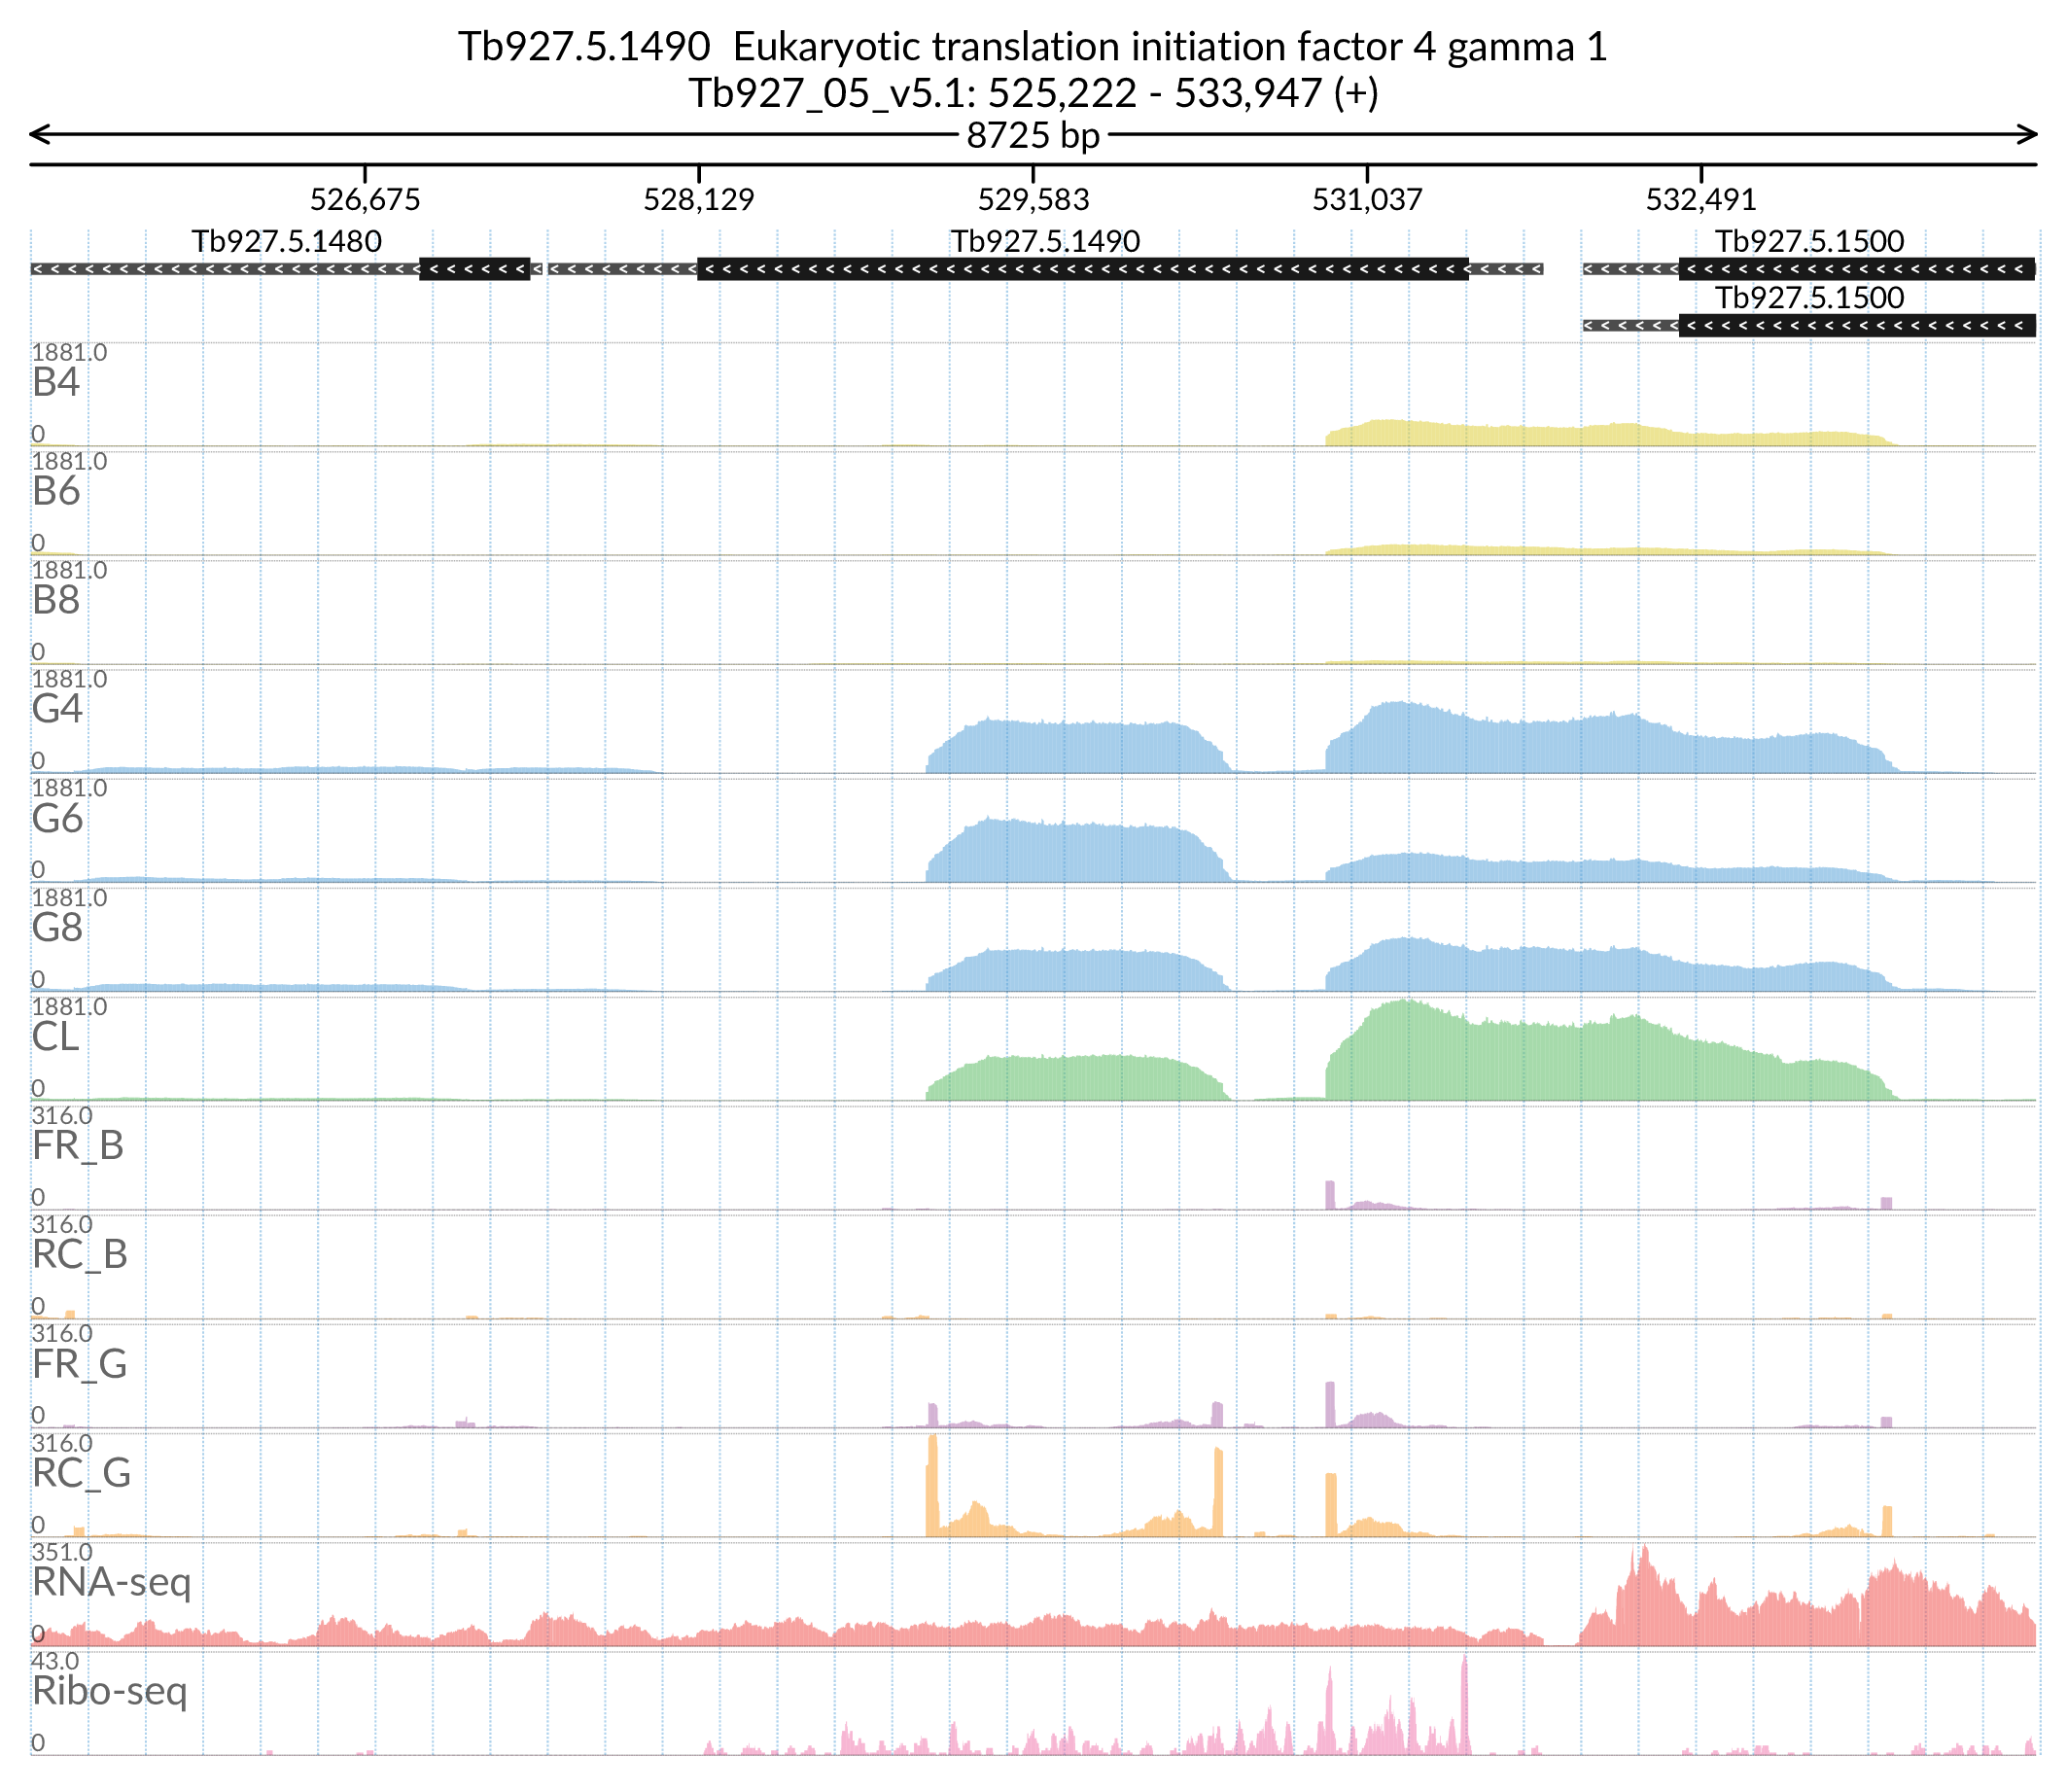 Tb927.5.1490  Eukaryotic translation initiation factor 4 gamma 1
Tb927_05_v5.1: 525,222 - 533,947 (+)
8725 bp
526,675 528,129 529,583 531,037 532,491
Tb927.5.1480 Tb927.5.1490 Tb927.5.1500
Tb927.5.1500
1881.0
B4
0
1881.0
B6
0
1881.0
B8
0
1881.0
G4
0
1881.0
G6
0
1881.0
G8
0
1881.0
CL
0
316.0
FR_B
0
316.0
RC_B
0
316.0
FR_G
0
316.0
RC_G
0
351.0
RNA-seq
0
43.0
Ribo-seq
0